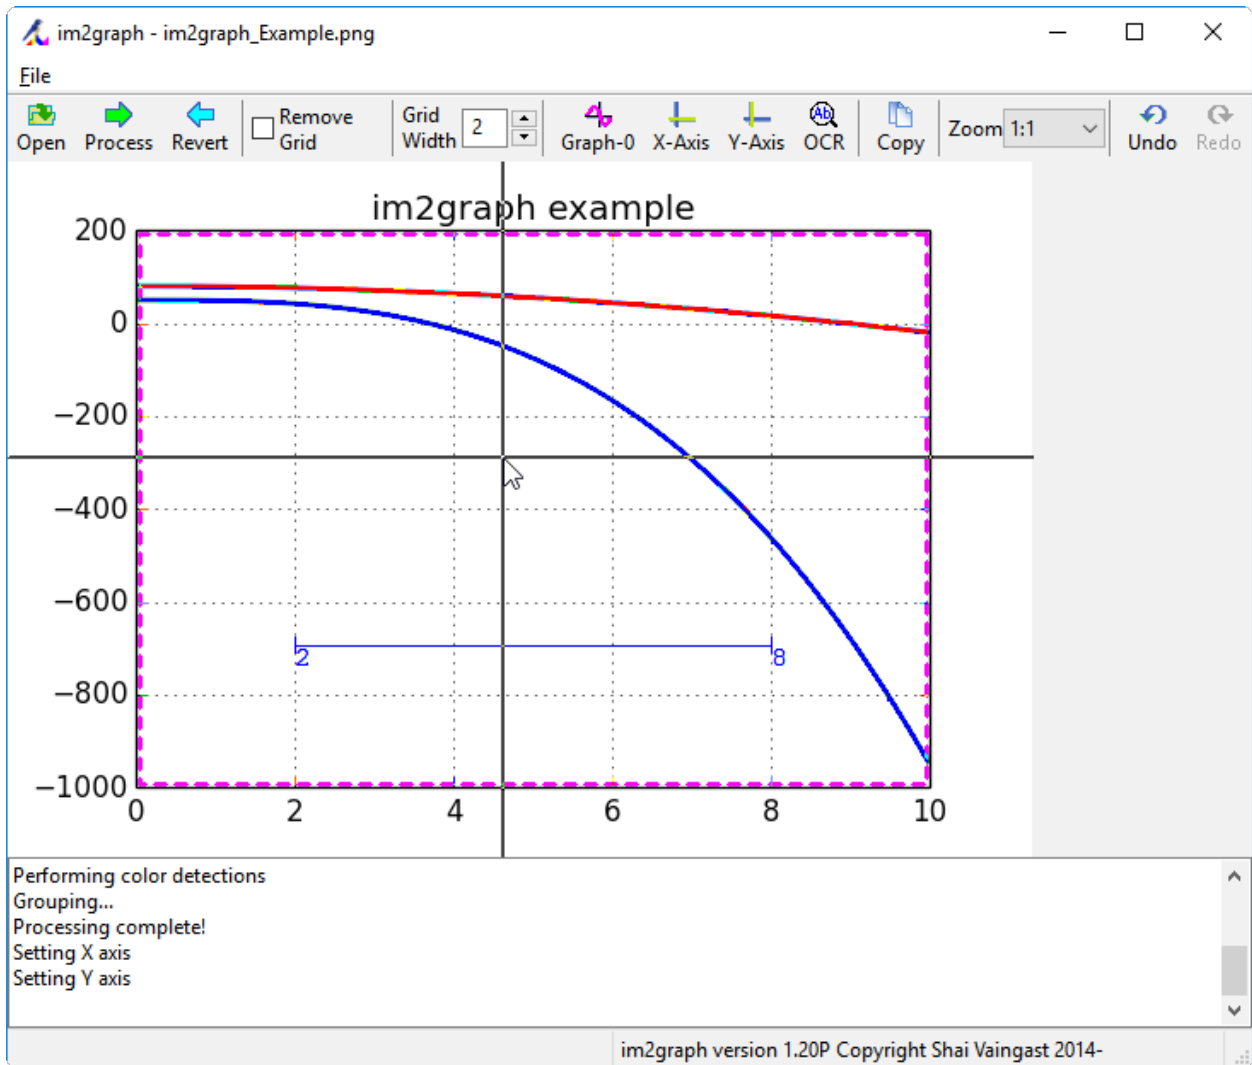 im2graph - im2graph_Example.png
File
Open Process Revert Remove Grid Grid Width 2 Graph-0 X-Axis Y-Axis OCR Copy Zoom 1:1 Undo Redo
im2graph example
200
0
−200
−400
−600
2 8
−800
−1000
0 2 4 6 8 10
Performing color detections
Grouping...
Processing complete!
Setting X axis
Setting Y axis
im2graph version 1.20P Copyright Shai Vaingast 2014-